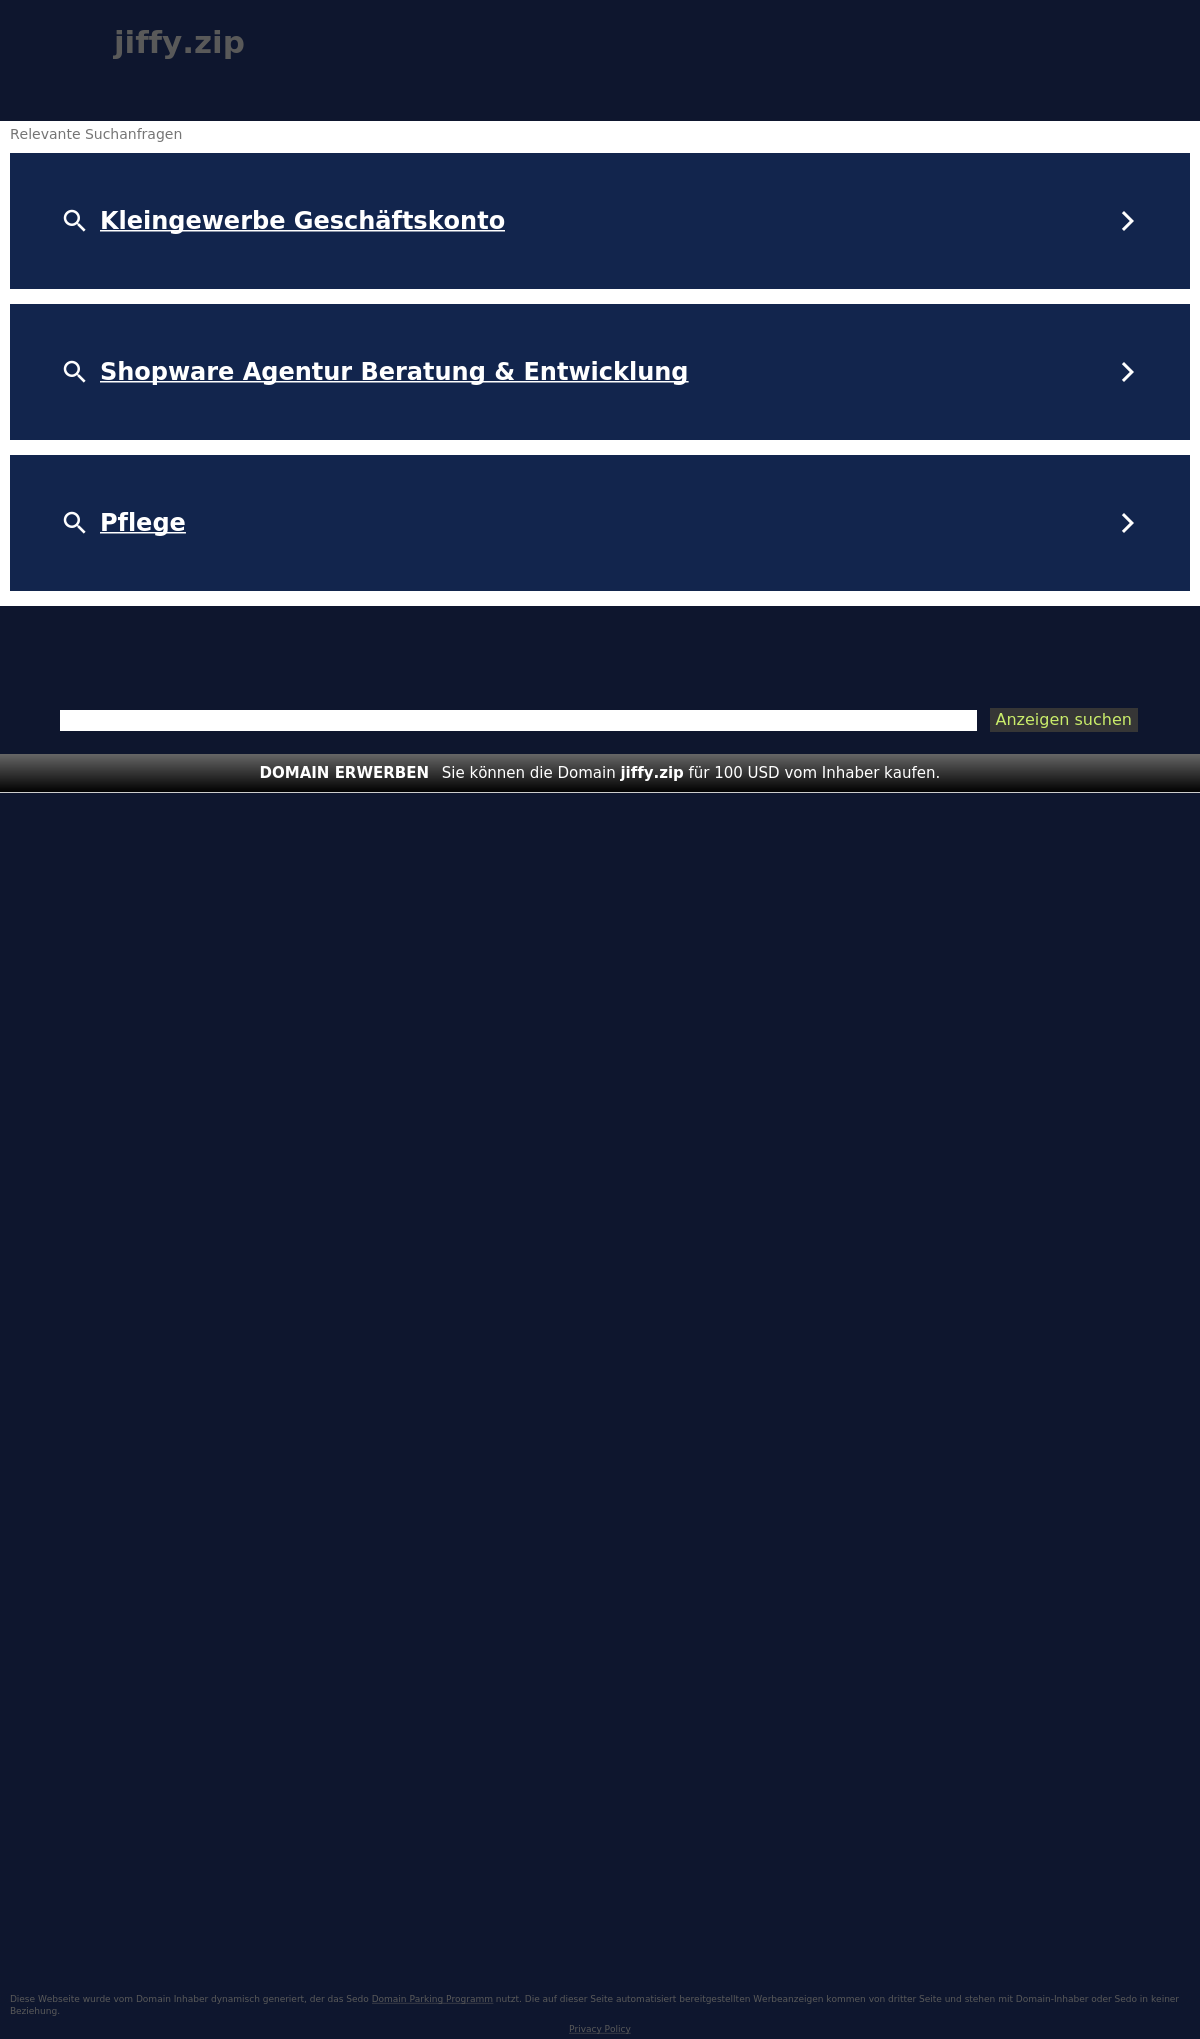 jiffy.zip
Relevante Suchanfragen
Kleingewerbe Geschäftskonto
Shopware Agentur Beratung & Entwicklung
Pflege
Anzeigen suchen
DOMAIN ERWERBEN Sie können die Domain jiffy.zip für 100 USD vom Inhaber kaufen.
Diese Webseite wurde vom Domain Inhaber dynamisch generiert, der das Sedo Domain Parking Programm nutzt. Die auf dieser Seite automatisiert bereitgestellten Werbeanzeigen kommen von dritter Seite und stehen mit Domain-Inhaber oder Sedo in keiner
Beziehung.
Privacy Policy